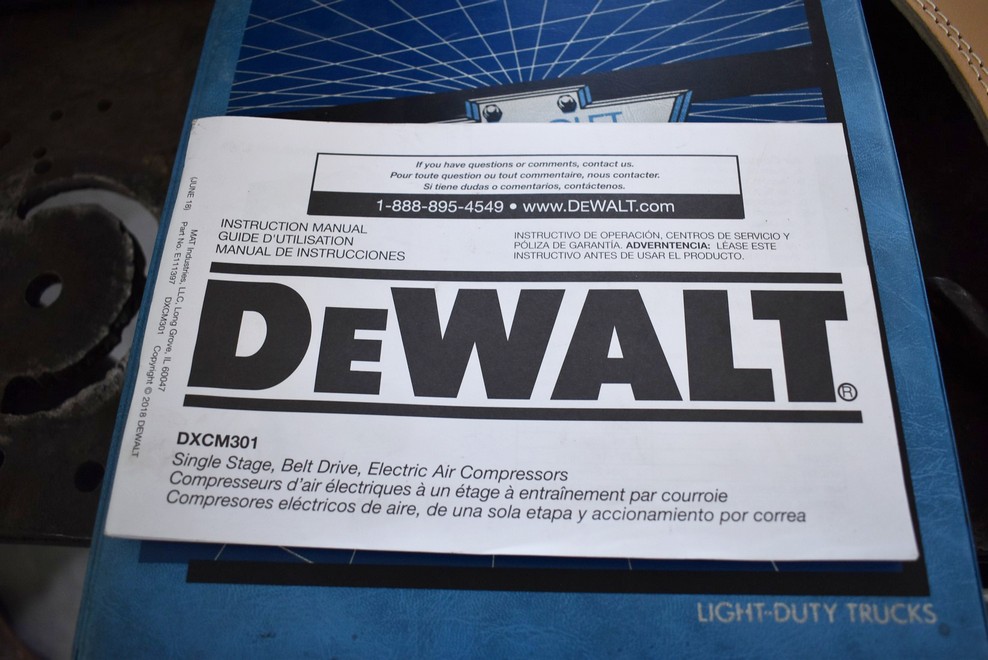 If you have questions or comments, contact us.
Pour toute question ou tout commentaire, nous contacter.
Si tiene dudas o comentarios, contáctenos.
1-888-895-4549 • www.DEWALT.com
INSTRUCTION MANUAL
GUIDE D'UTILISATION
MANUAL DE INSTRUCCIONES
INSTRUCTIVO DE OPERACIÓN, CENTROS DE SERVICIO Y
PÓLIZA DE GARANTÍA. ADVERNTENCIA: LÉASE ESTE
INSTRUCTIVO ANTES DE USAR EL PRODUCTO.
(JUNE 18) MAT Industries, LLC, Long Grove, IL 60047
Part No. E111397 DXCM301 Copyright © 2018 DEWALT
DEWALT®
DXCM301
Single Stage, Belt Drive, Electric Air Compressors
Compresseurs d'air électriques à un étage à entraînement par courroie
Compresores eléctricos de aire, de una sola etapa y accionamiento por correa
LIGHT-DUTY TRUCKS